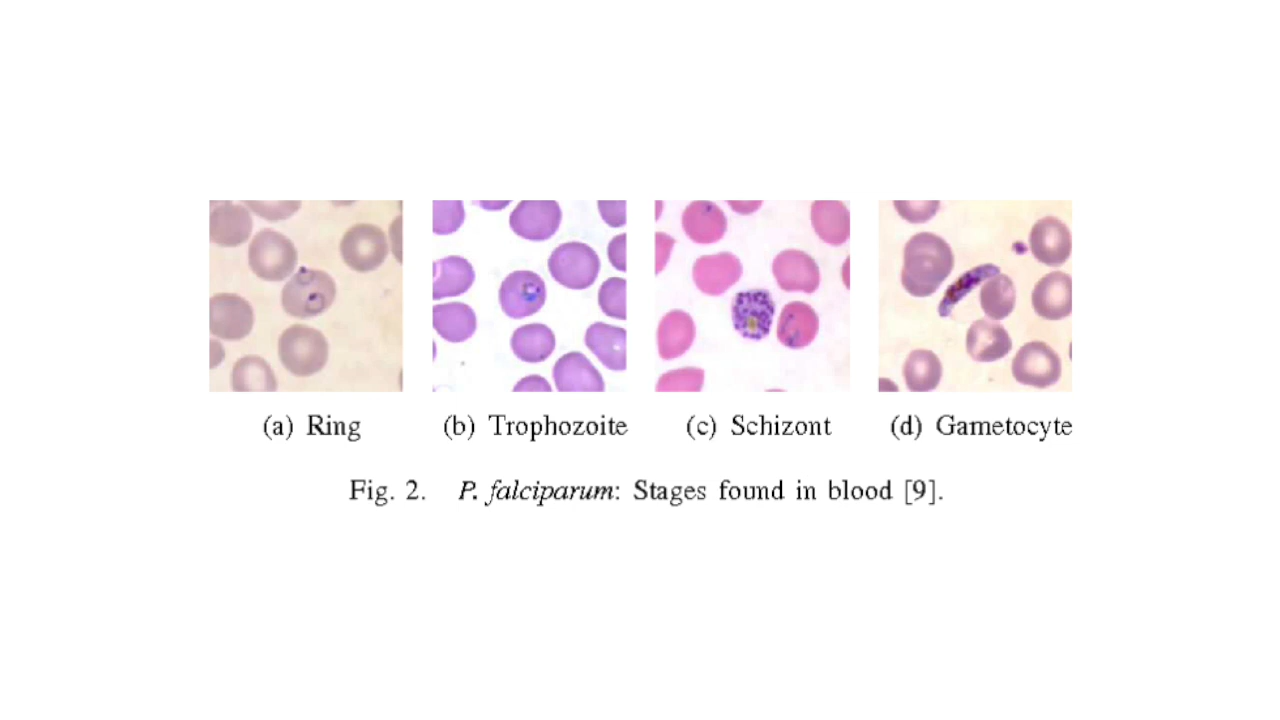 (a) Ring (b) Trophozoite (c) Schizont (d) Gametocyte
Fig. 2. P. falciparum: Stages found in blood [9].